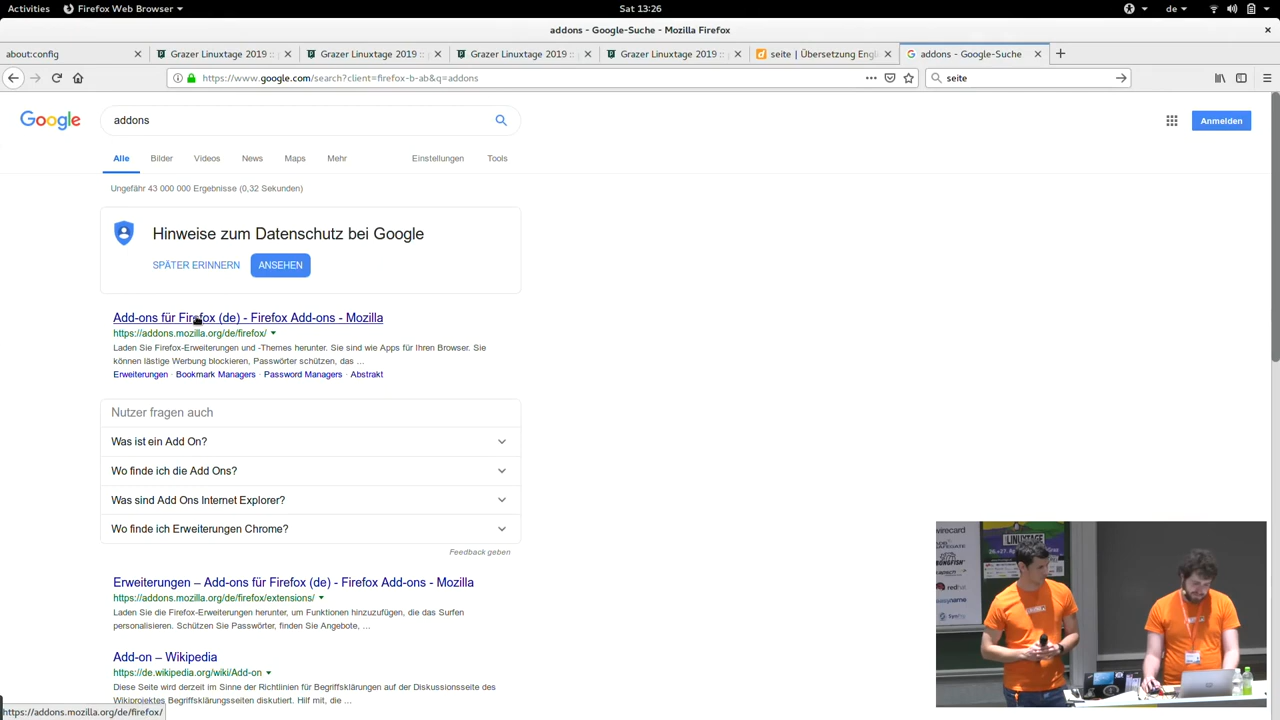 Activities Firefox Web Browser Sat 13:26 de
addons - Google-Suche - Mozilla Firefox
about:config Grazer Linuxtage 2019 :: Grazer Linuxtage 2019 :: Grazer Linuxtage 2019 :: Grazer Linuxtage 2019 :: seite | Übersetzung Engl addons - Google-Suche
https://www.google.com/search?client=firefox-b-ab&q=addons seite
Google addons Anmelden
Alle Bilder Videos News Maps Mehr Einstellungen Tools
Ungefähr 43 000 000 Ergebnisse (0,32 Sekunden)
Hinweise zum Datenschutz bei Google
SPÄTER ERINNERN ANSEHEN
Add-ons für Firefox (de) - Firefox Add-ons - Mozilla
https://addons.mozilla.org/de/firefox/
Laden Sie Firefox-Erweiterungen und -Themes herunter. Sie sind wie Apps für Ihren Browser. Sie
können lästige Werbung blockieren, Passwörter schützen, das ...
Erweiterungen · Bookmark Managers · Password Managers · Abstrakt
Nutzer fragen auch
Was ist ein Add On?
Wo finde ich die Add Ons?
Was sind Add Ons Internet Explorer?
Wo finde ich Erweiterungen Chrome?
Feedback geben
Erweiterungen – Add-ons für Firefox (de) - Firefox Add-ons - Mozilla
https://addons.mozilla.org/de/firefox/extensions/
Laden Sie die Firefox-Erweiterungen herunter, um Funktionen hinzuzufügen, die das Surfen
personalisieren. Schützen Sie Passwörter, finden Sie Angebote, ...
Add-on – Wikipedia
https://de.wikipedia.org/wiki/Add-on
Diese Seite wird derzeit im Sinne der Richtlinien für Begriffsklärungen auf der Diskussionsseite des
Wikiprojektes Begriffsklärungsseiten diskutiert. Hilf mit, die ...
https://addons.mozilla.org/de/firefox/
wirecard
LINUXTAGE
redhat